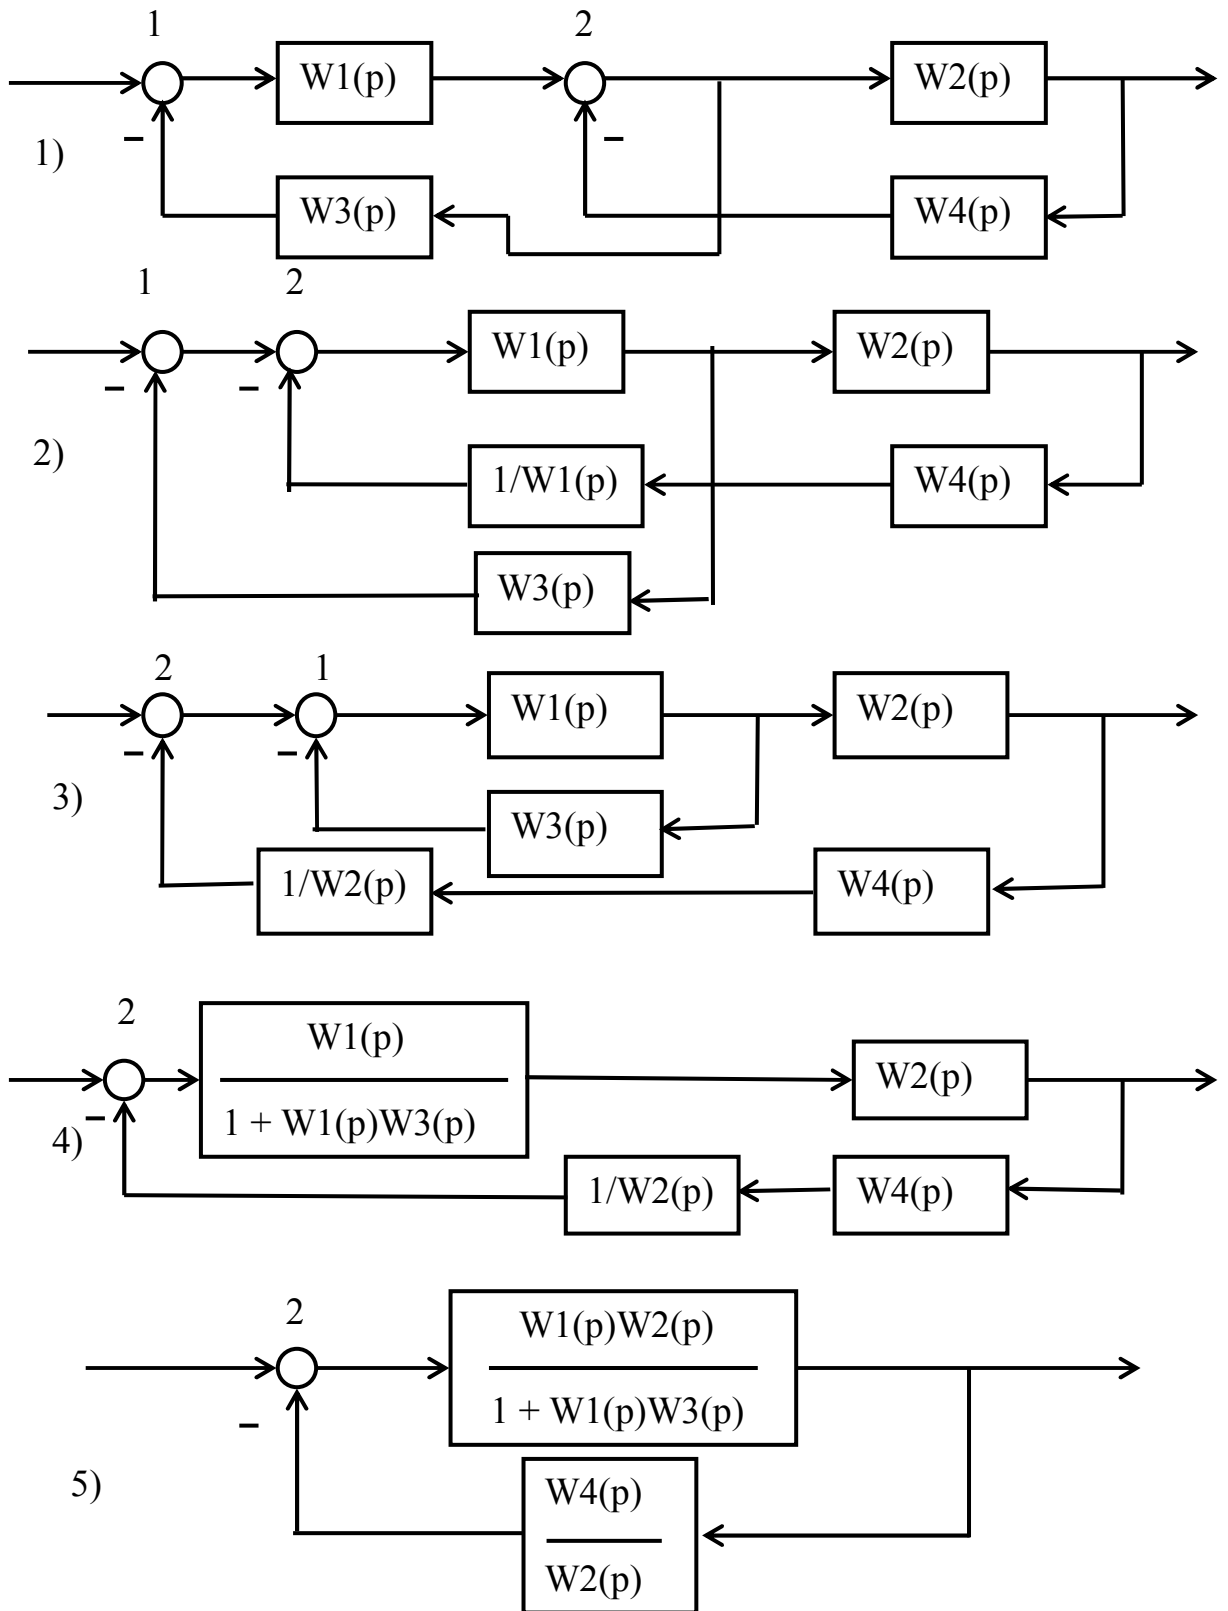 1 2
W1(p) W2(p)
–
–
1)
W3(p) W4(p)
1 2
W1(p) W2(p)
– –
2)
1/W1(p) W4(p)
W3(p)
2 1
W1(p) W2(p)
– –
3)
W3(p)
1/W2(p) W4(p)
2
W1(p)
W2(p)
–
1 + W1(p)W3(p)
4)
1/W2(p) W4(p)
2
W1(p)W2(p)
–
1 + W1(p)W3(p)
5)
W4(p)
W2(p)